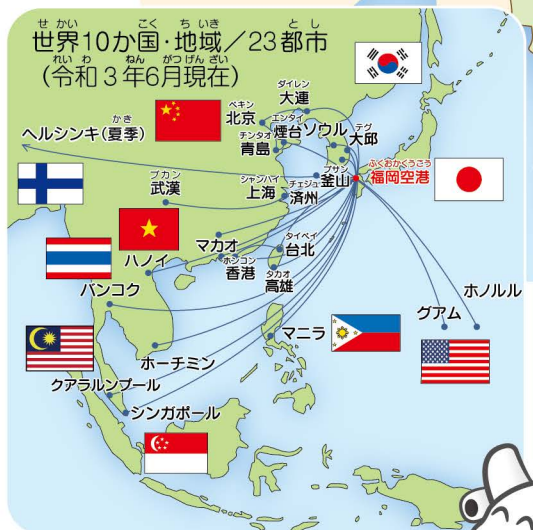 せかい こく ちいき とし
世界10か国・地域／23都市
れいわ ねん がつげんざい
(令和3年6月現在)
ダイレン
大連
ペキン
北京
エンタイ
煙台
ソウル
テグ
大邱
かき
ヘルシンキ(夏季)
チンタオ
青島
プサン
釜山
ふくおかくうこう
福岡空港
ブカン
武漢
シャンハイ
上海
チェジュ
済州
マカオ
タイペイ
台北
ハノイ
ホンコン
香港
タカオ
高雄
バンコク
ホノルル
グアム
マニラ
ホーチミン
クアラルンプール
シンガポール